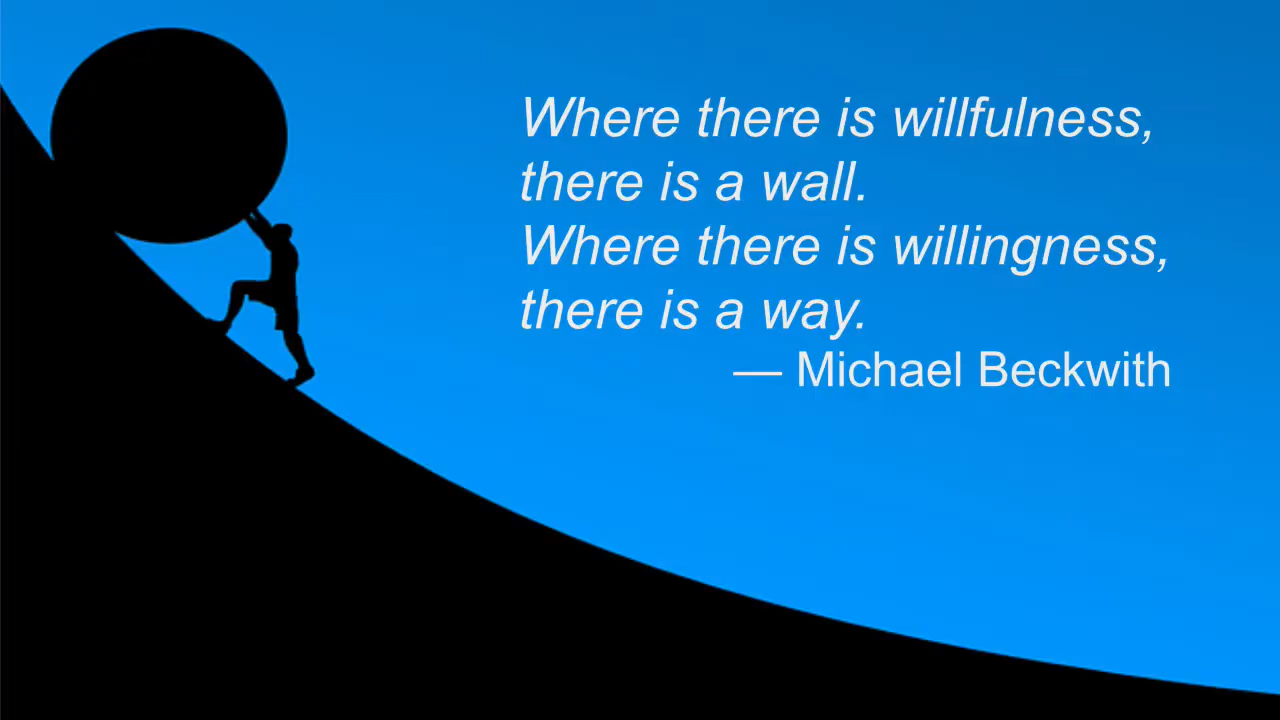 Where there is willfulness,
there is a wall.
Where there is willingness,
there is a way.
— Michael Beckwith